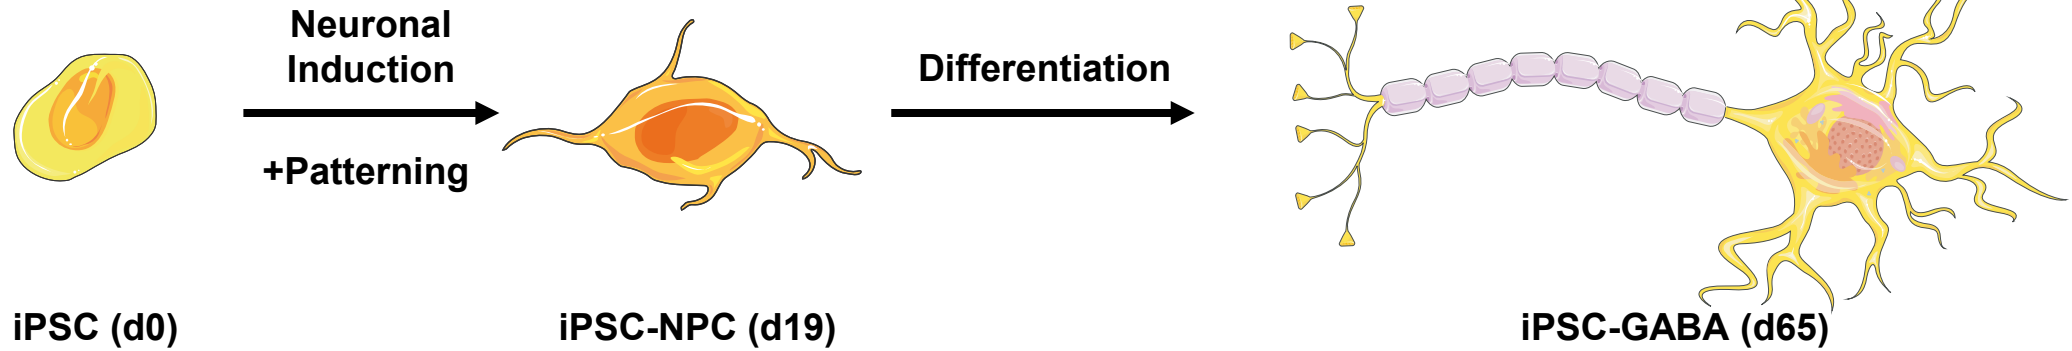 Neuronal
Induction
+Patterning
Differentiation
iPSC (d0)
iPSC-NPC (d19)
iPSC-GABA (d65)